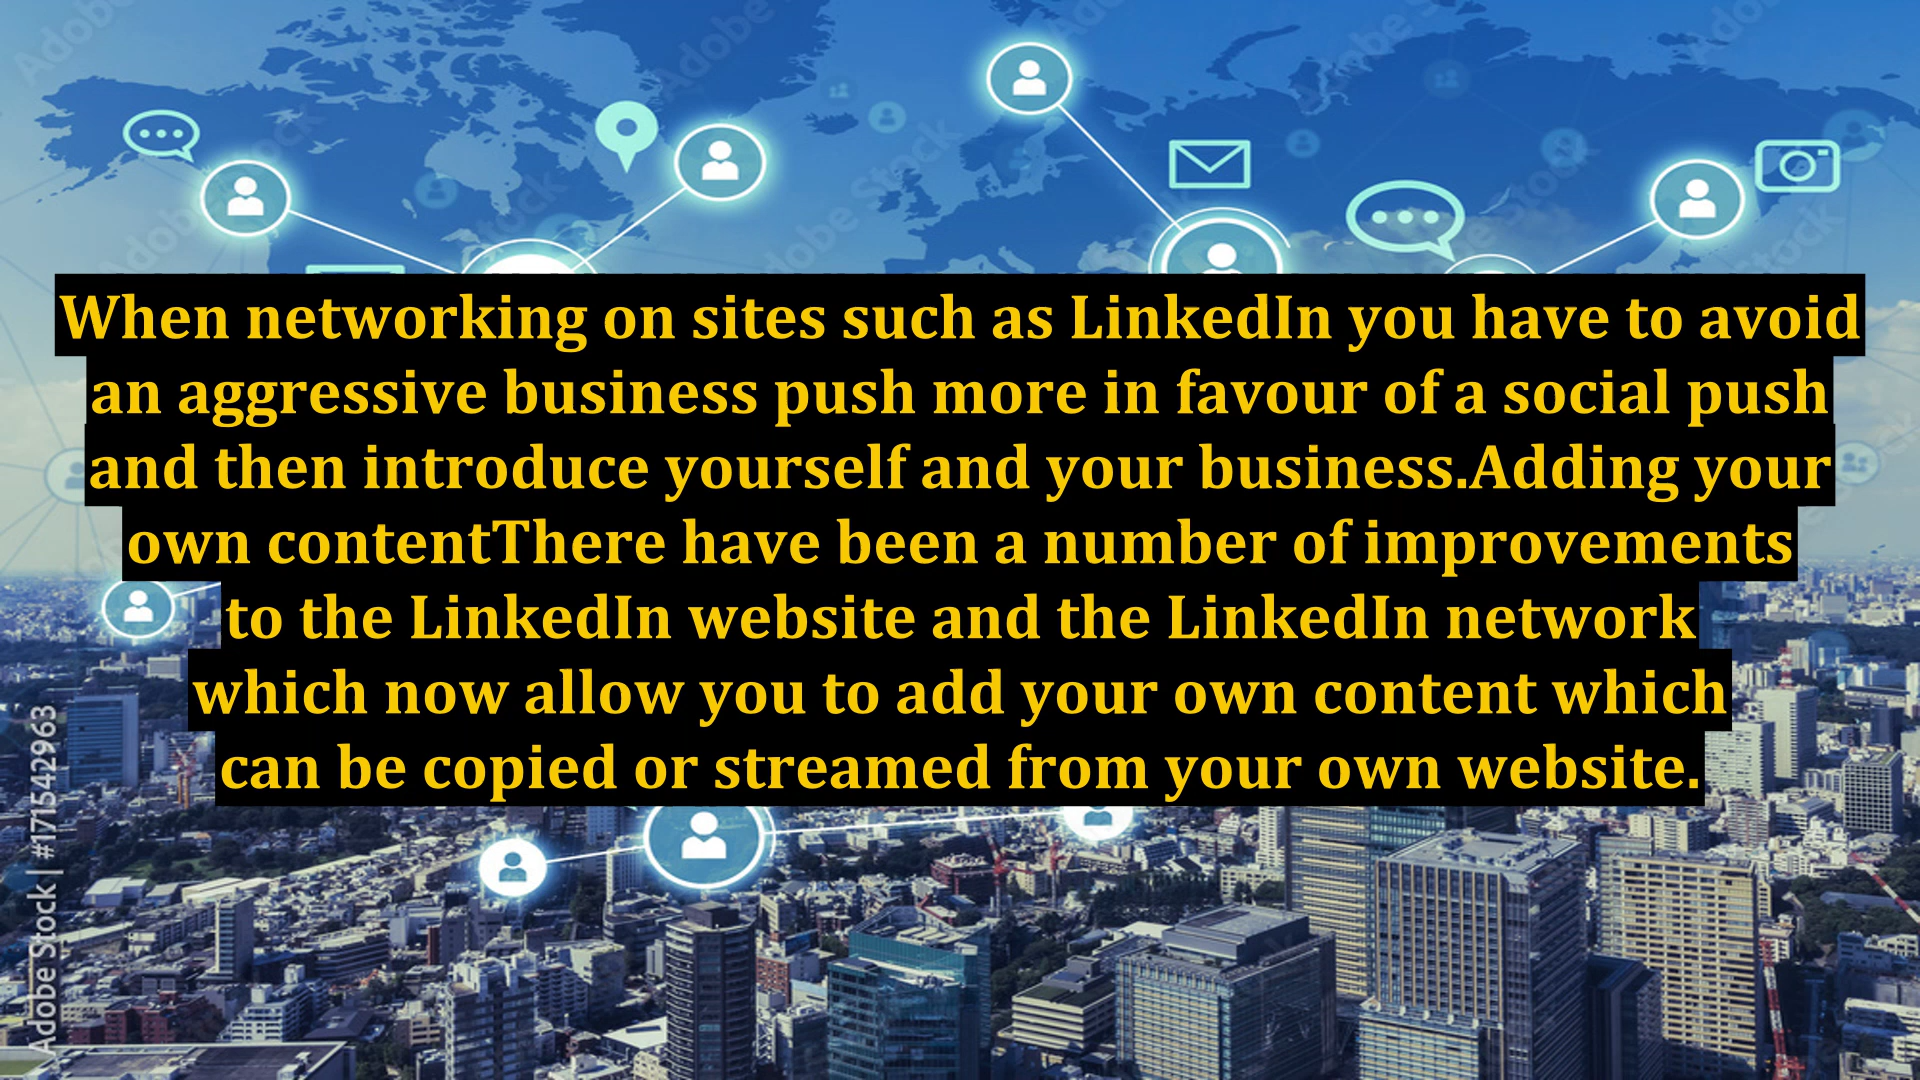 When networking on sites such as LinkedIn you have to avoid
an aggressive business push more in favour of a social push
and then introduce yourself and your business.Adding your
own contentThere have been a number of improvements
to the LinkedIn website and the LinkedIn network
which now allow you to add your own content which
can be copied or streamed from your own website.
Adobe Stock | #171542963